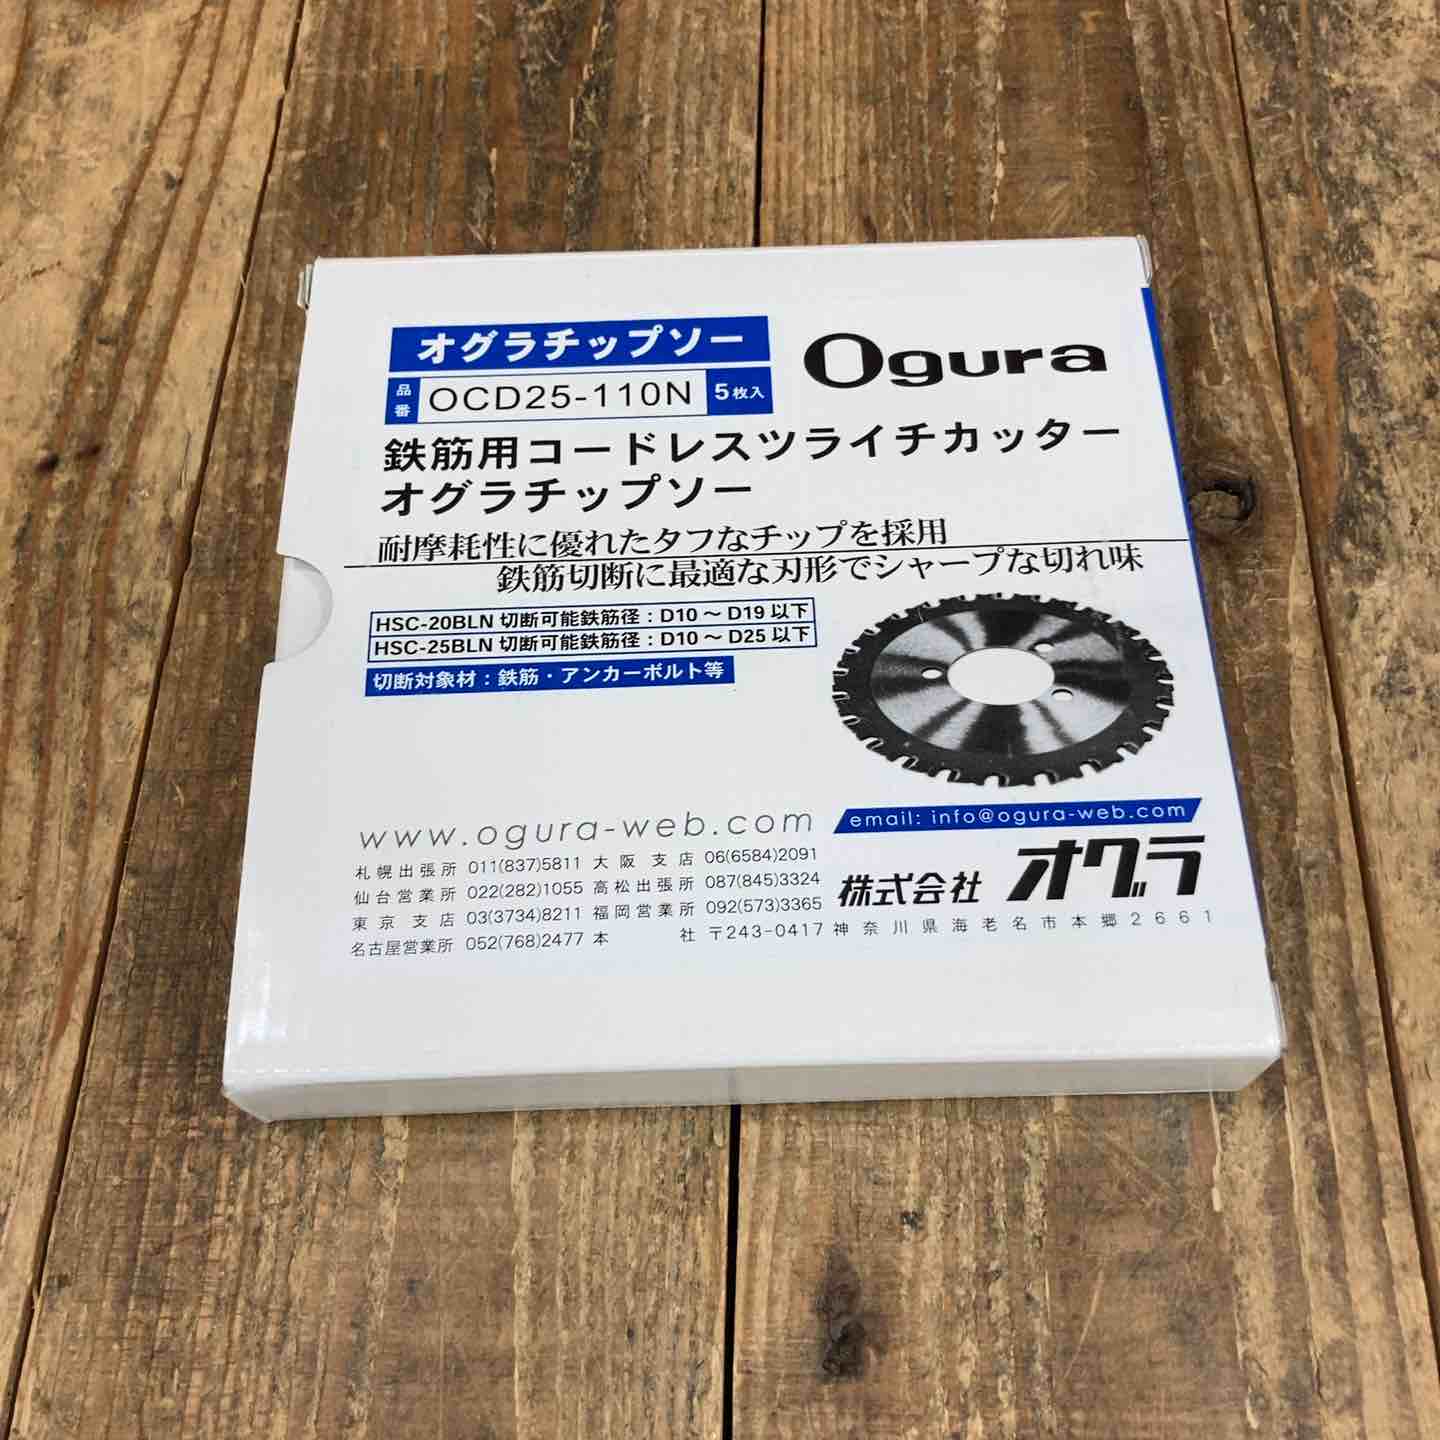 オグラチップソー
Ogura
品番 OCD25-110N 5枚入
鉄筋用コードレスツライチカッター
オグラチップソー
耐摩耗性に優れたタフなチップを採用
鉄筋切断に最適な刃形でシャープな切れ味
HSC-20BLN 切断可能鉄筋径：D10～D19以下
HSC-25BLN 切断可能鉄筋径：D10～D25以下
切断対象材：鉄筋・アンカーボルト等
www.ogura-web.com
email: info@ogura-web.com
札幌出張所 011(837)5811 大阪支店 06(6584)2091
仙台営業所 022(282)1055 高松出張所 087(845)3324
東京支店 03(3734)8211 福岡営業所 092(573)3365
株式会社 オグラ
名古屋営業所 052(768)2477 本社 〒243-0417 神奈川県海老名市本郷2661